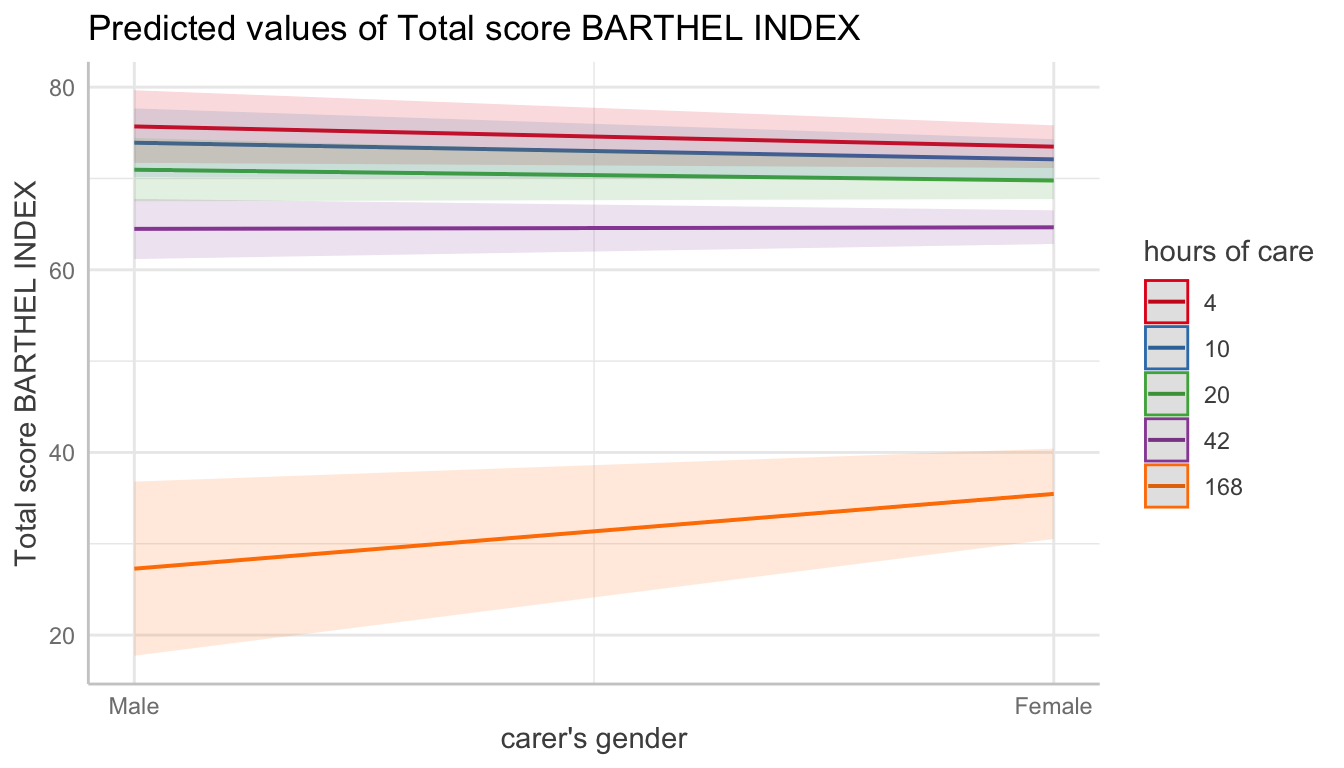 Predicted values of Total score BARTHEL INDEX
Total score BARTHEL INDEX
80
60
40
20
Male
Female
carer's gender
hours of care
4
10
20
42
168